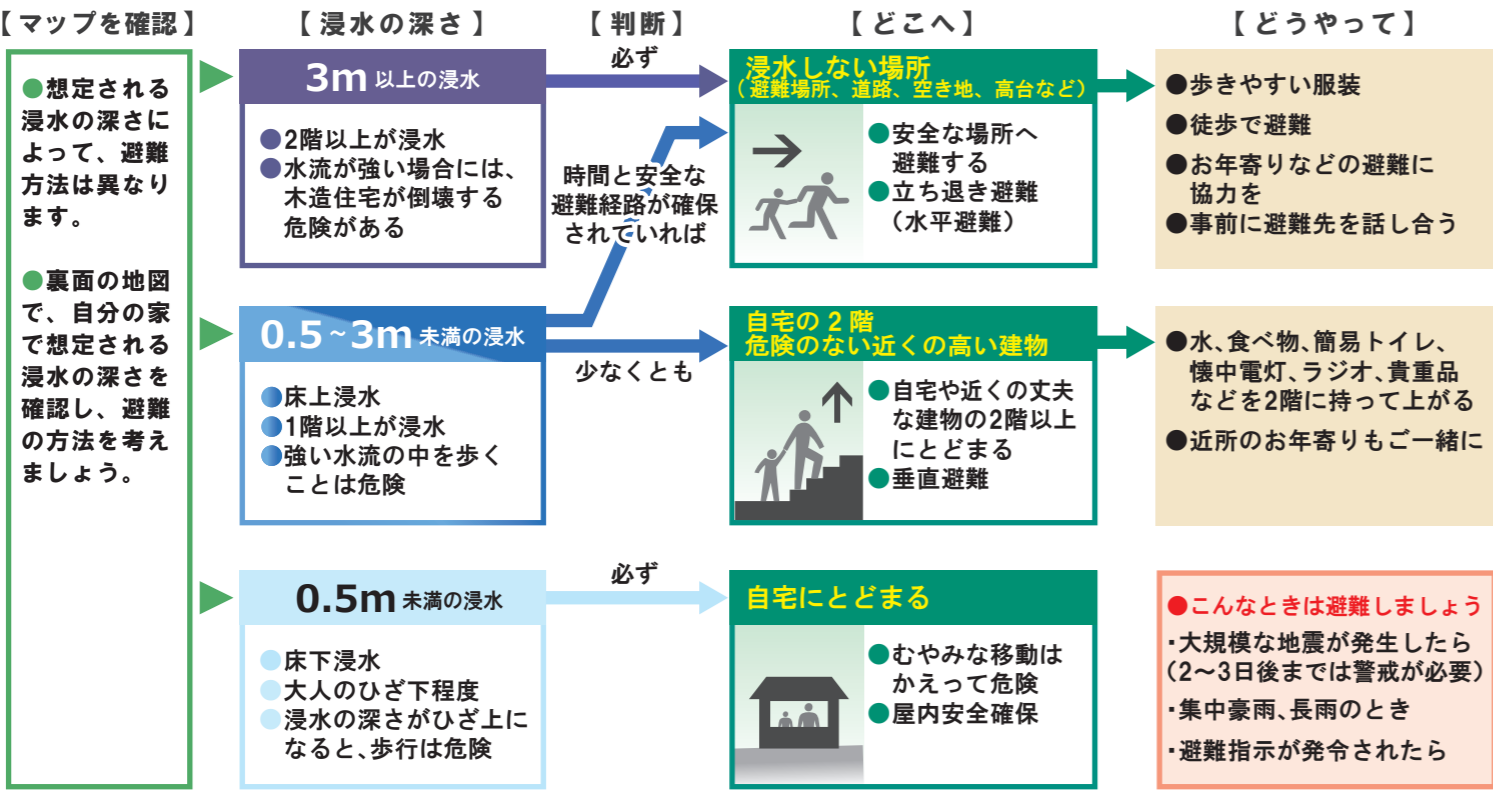 【マップを確認】
●想定される
浸水の深さに
よって、避難
方法は異なり
ます。
●裏面の地図
で、自分の家
で想定される
浸水の深さを
確認し、避難
の方法を考え
ましょう。
【浸水の深さ】
3m 以上の浸水
●2階以上が浸水
●水流が強い場合には、
木造住宅が倒壊する
危険がある
0.5~3m 未満の浸水
●床上浸水
●1階以上が浸水
●強い水流の中を歩く
ことは危険
0.5m 未満の浸水
●床下浸水
●大人のひざ下程度
●浸水の深さがひざ上に
なると、歩行は危険
【判断】
必ず
時間と安全な
避難経路が確保
されていれば
少なくとも
必ず
【どこへ】
浸水しない場所
(避難場所、道路、空き地、高台など)
●安全な場所へ
避難する
●立ち退き避難
(水平避難)
自宅の2階
危険のない近くの高い建物
●自宅や近くの丈夫
な建物の2階以上
にとどまる
●垂直避難
自宅にとどまる
●むやみな移動は
かえって危険
●屋内安全確保
【どうやって】
●歩きやすい服装
●徒歩で避難
●お年寄りなどの避難に
協力を
●事前に避難先を話し合う
●水、食べ物、簡易トイレ、
懐中電灯、ラジオ、貴重品
などを2階に持って上がる
●近所のお年寄りもご一緒に
●こんなときは避難しましょう
・大規模な地震が発生したら
(2〜3日後までは警戒が必要)
・集中豪雨、長雨のとき
・避難指示が発令されたら